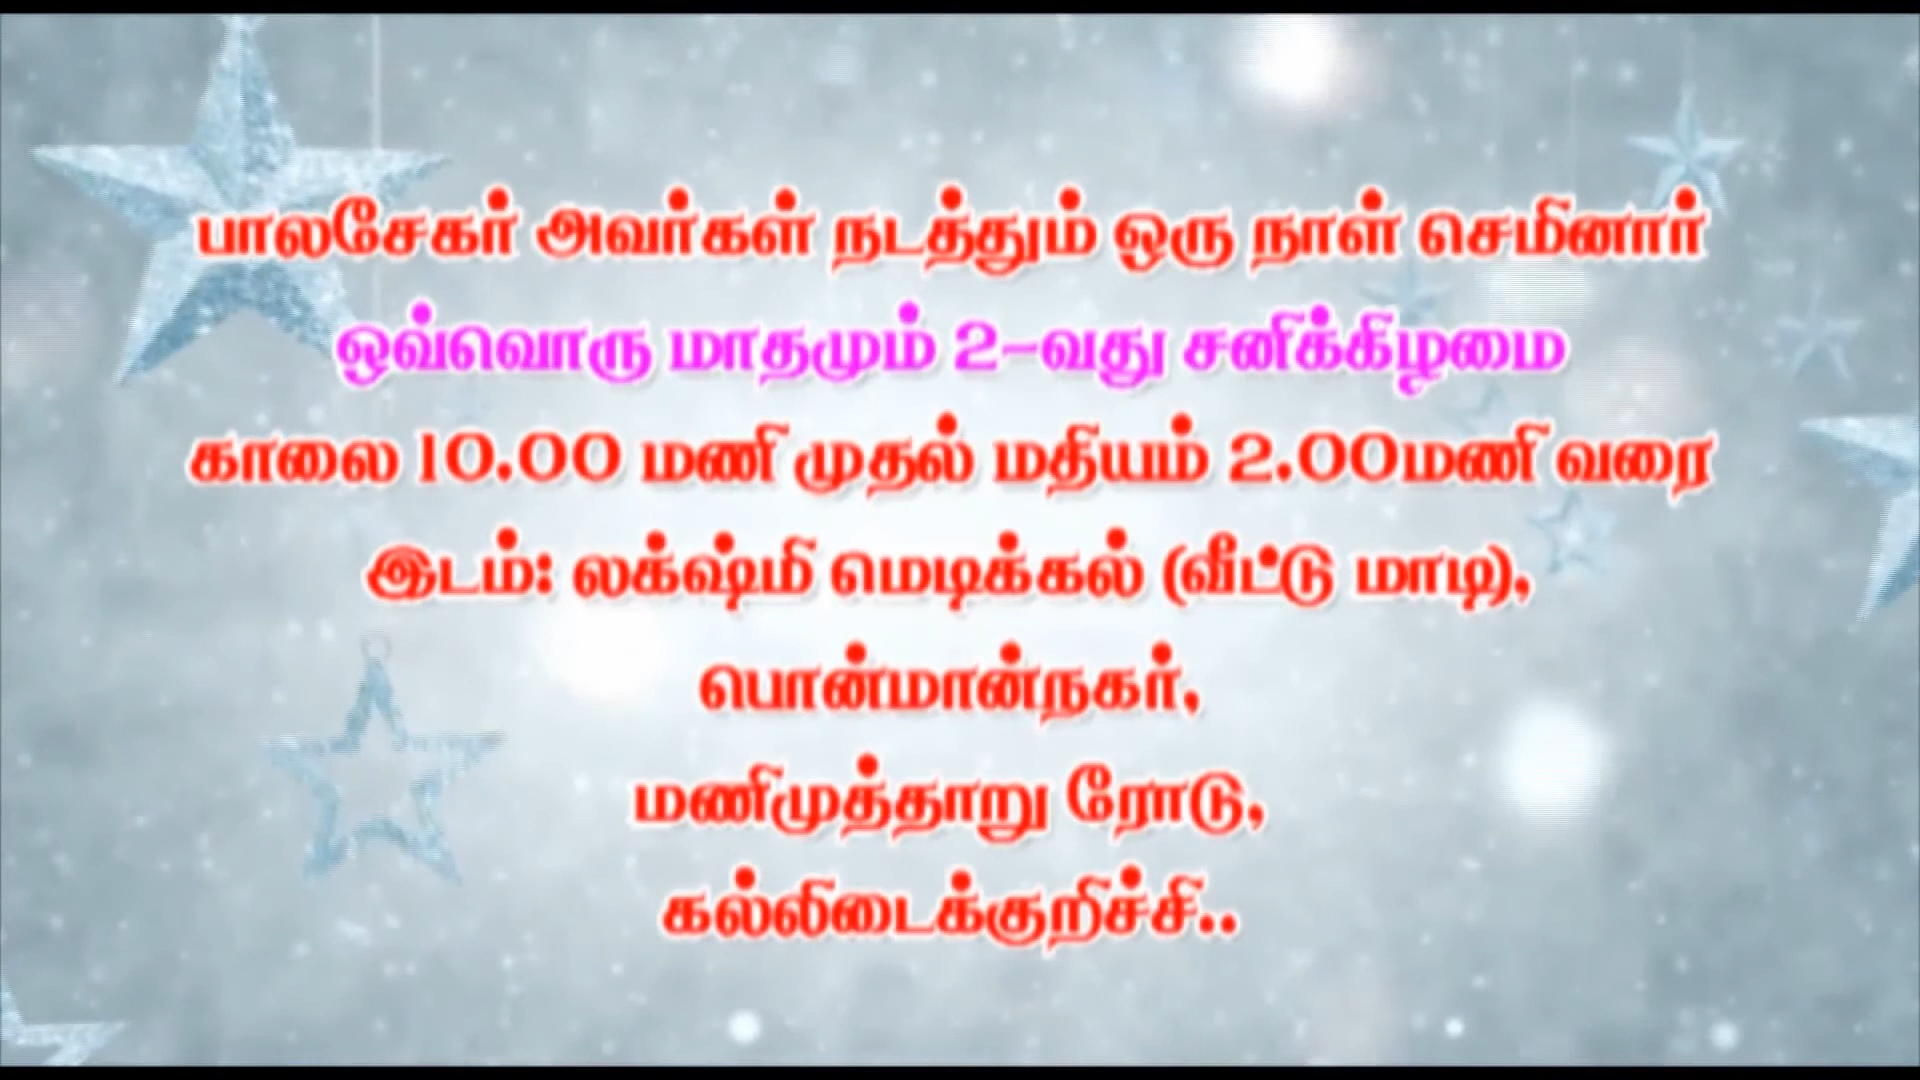 பாலசேகர் அவர்கள் நடத்தும் ஒரு நாள் செமினார்
ஒவ்வொரு மாதமும் 2-வது சனிக்கிழமை
காலை 10.00 மணி முதல் மதியம் 2.00மணி வரை
இடம்: லக்ஷ்மி மெடிக்கல் (வீட்டு மாடி),
பொன்மான்நகர்,
மணிமுத்தாறு ரோடு,
கல்லிடைக்குறிச்சி..